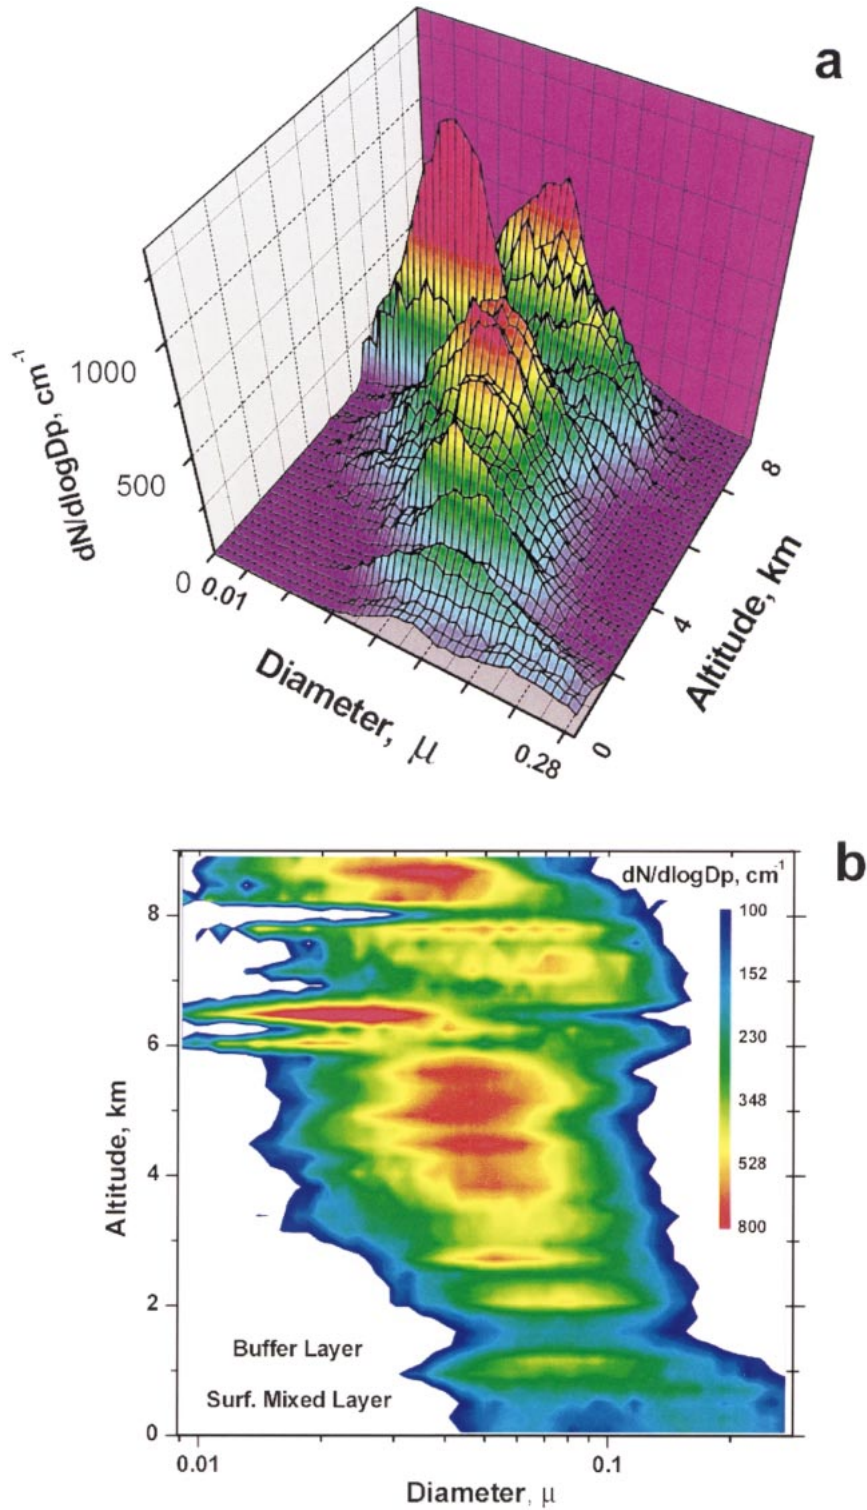 a
dN/dlogDp, cm-1
1000
500
0
0.01
Diameter, μ
0.28
0
4
8
Altitude, km
b
dN/dlogDp, cm-1
100
152
230
348
528
800
8
6
4
2
0
Altitude, km
Buffer Layer
Surf. Mixed Layer
0.01
0.1
Diameter, μ